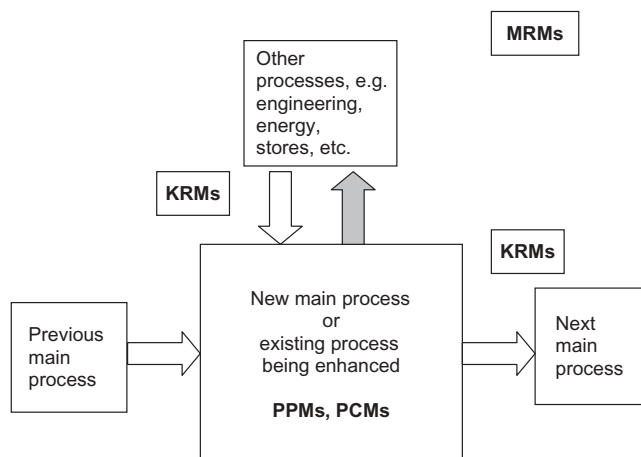 MRMs
Other
processes, e.g.
engineering,
energy,
stores, etc.
KRMs
KRMs
New main process
or
existing process
being enhanced
PPMs, PCMs
Previous
main
process
Next
main
process